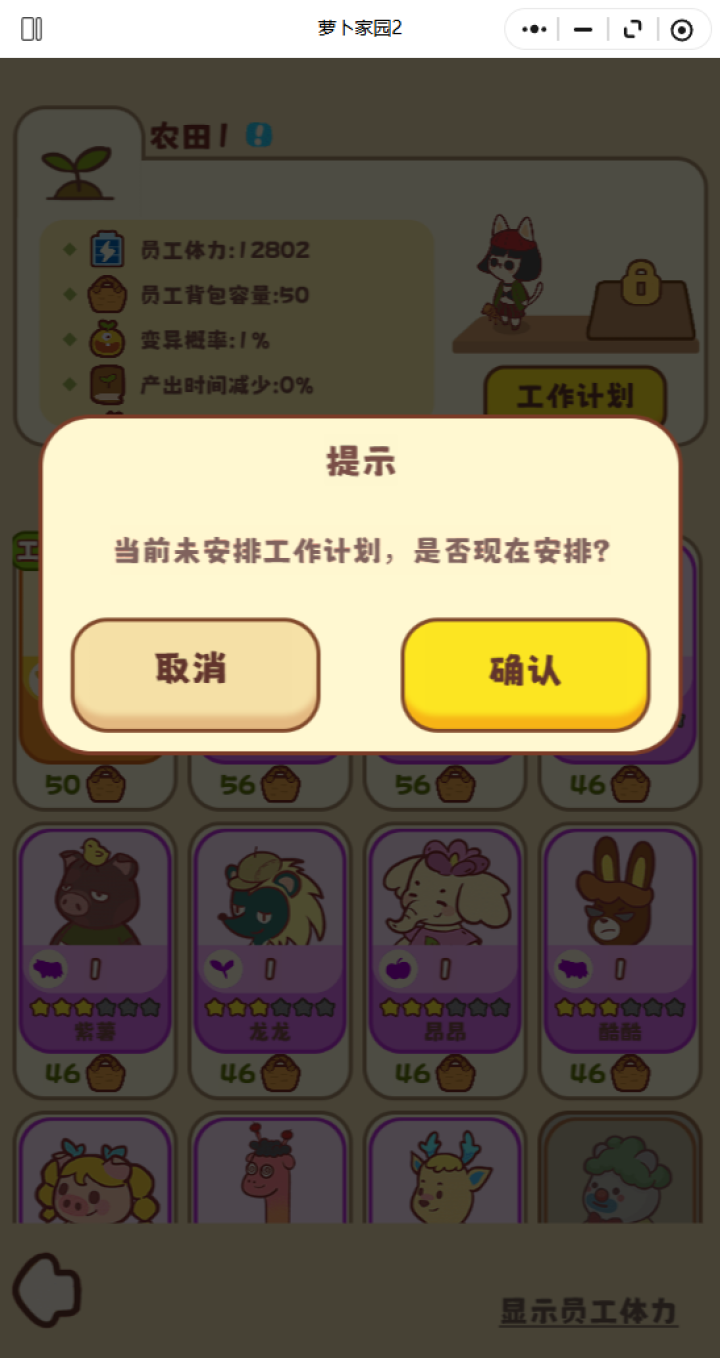 萝卜家园2
农田1
员工体力:12802
员工背包容量:50
变异概率:1%
产出时间减少:0%
工作计划
提示
当前未安排工作计划，是否现在安排?
取消
确认
50
56
56
46
1
1
1
1
紫薯
龙龙
昂昂
酷酷
46
46
46
46
显示员工体力